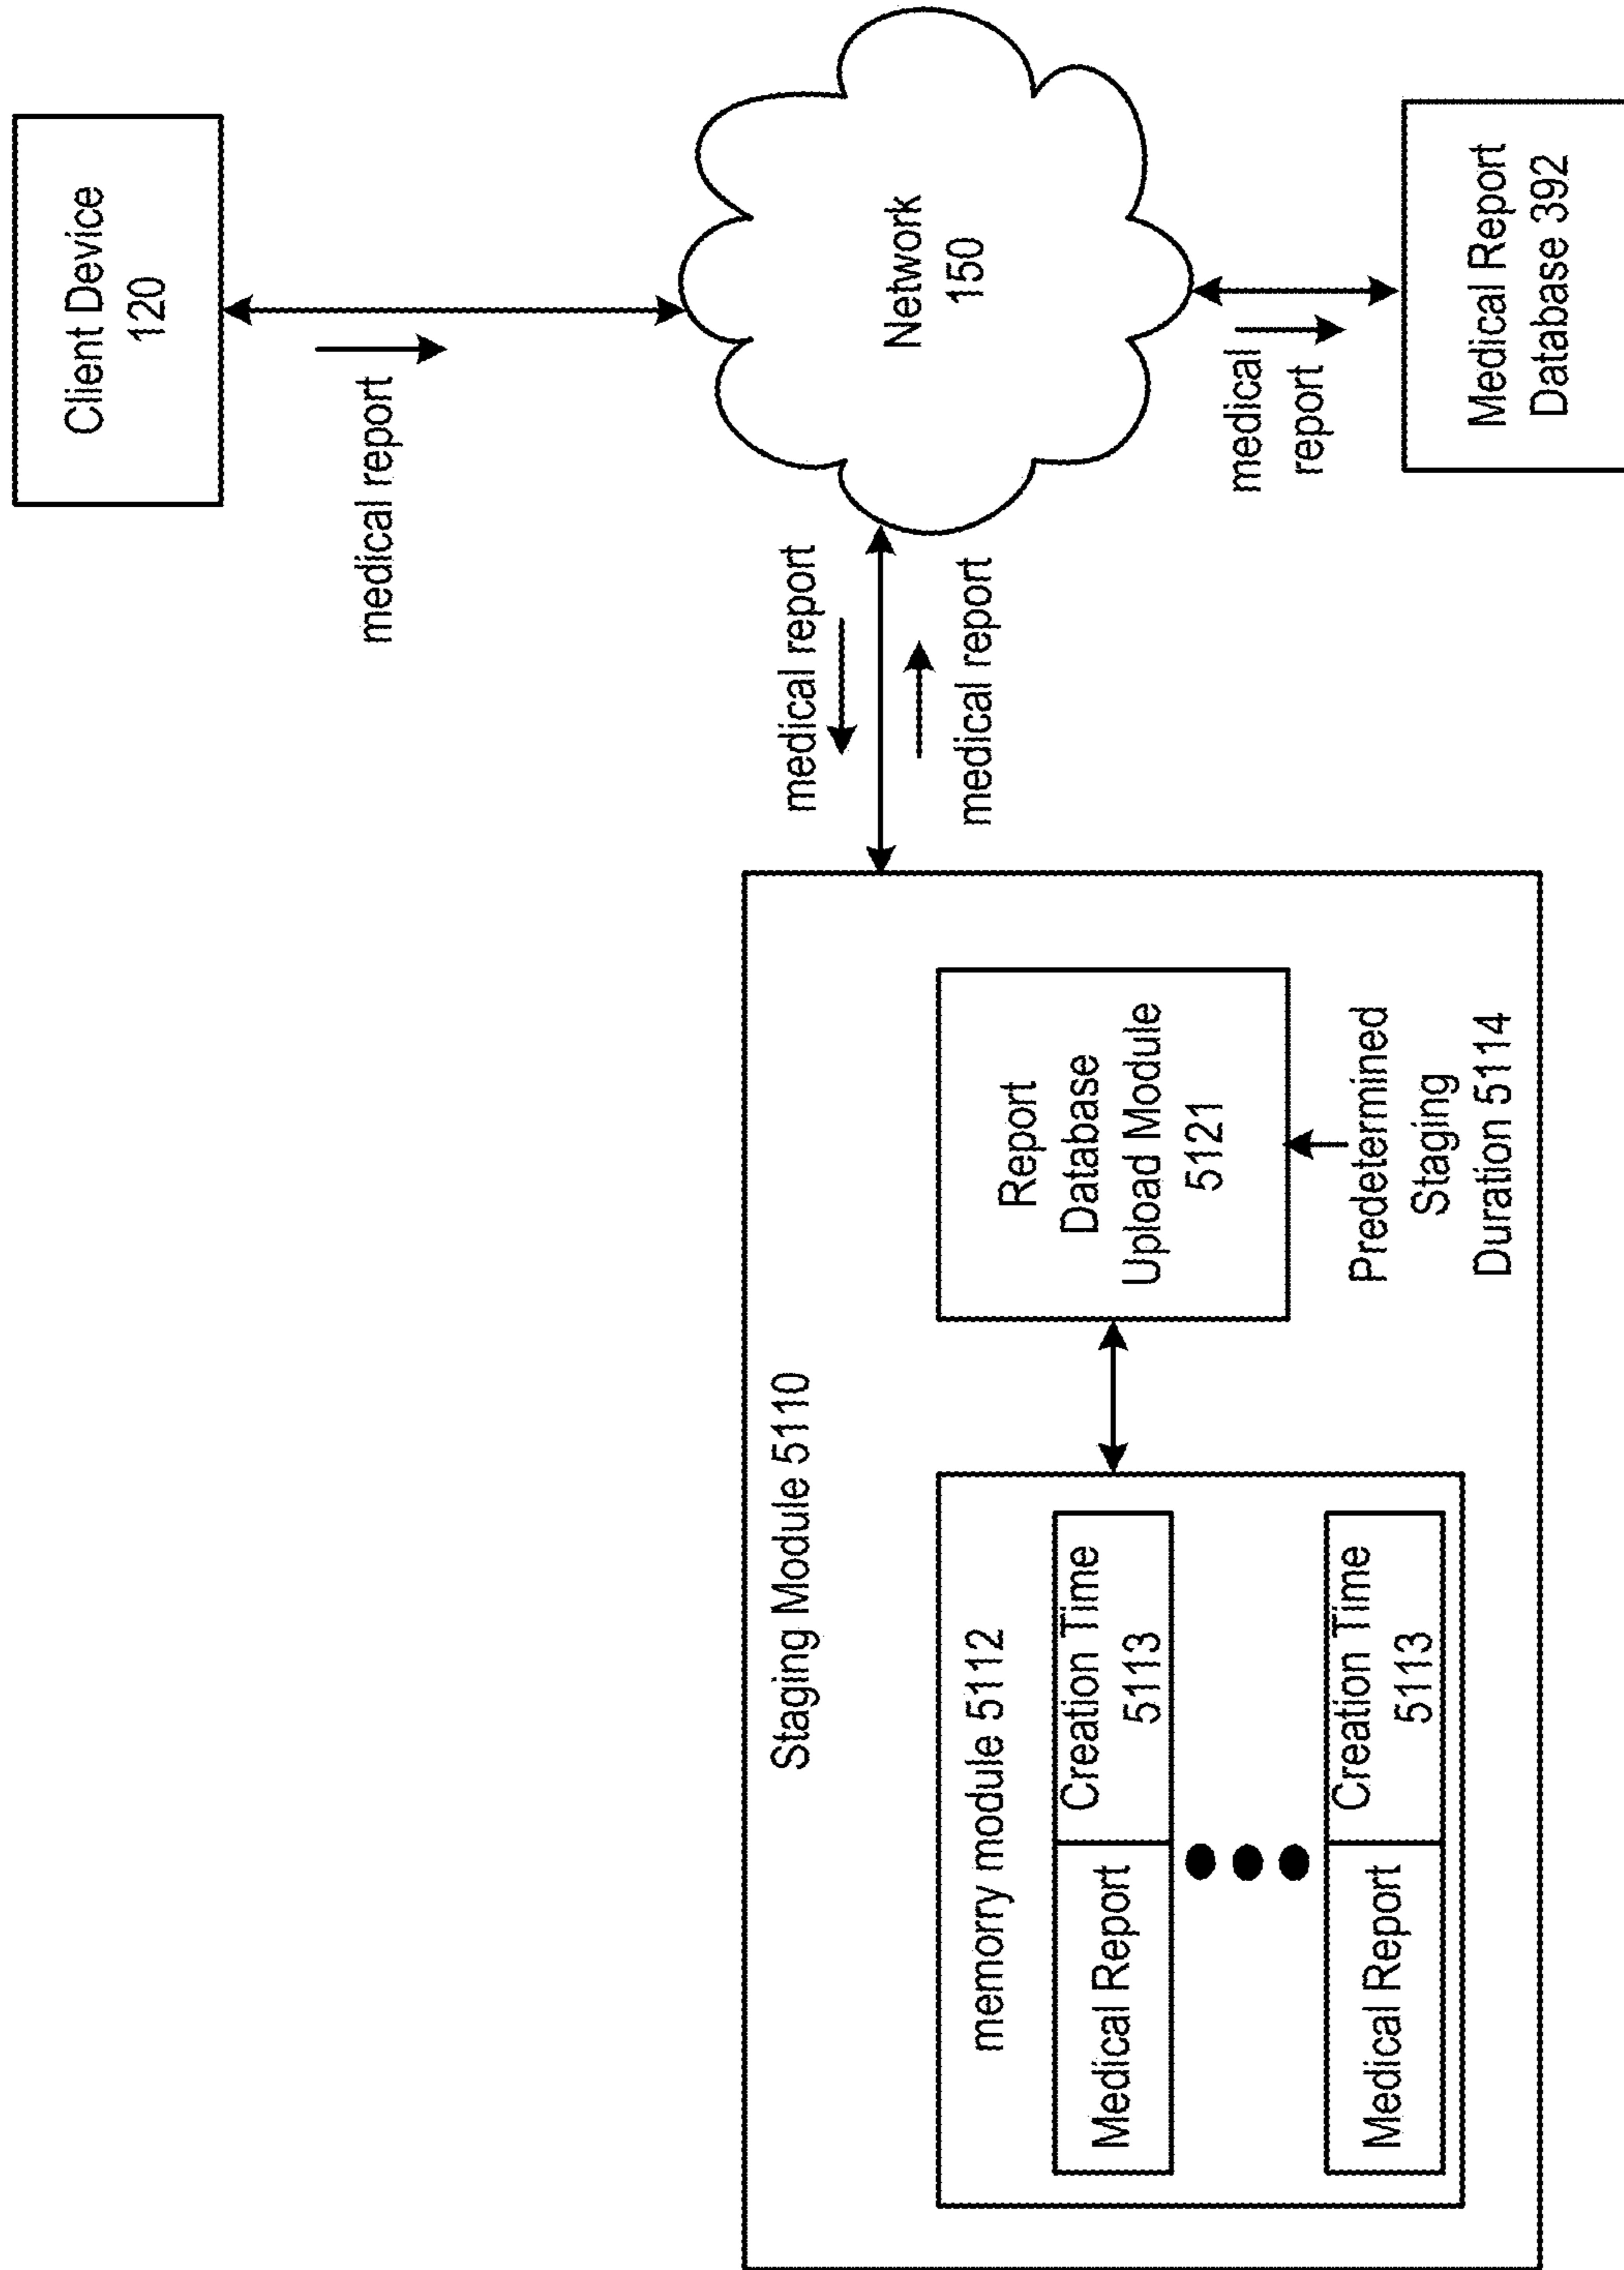 Client Device
120
medical report
Network
150
medical report
medical report
medical
report
Medical Report
Database 392
Staging Module 5110
memorry module 5112
Medical Report
Creation Time
5113
Medical Report
Creation Time
5113
Report
Database
Upload Module
5121
Predetermined
Staging
Duration 5114